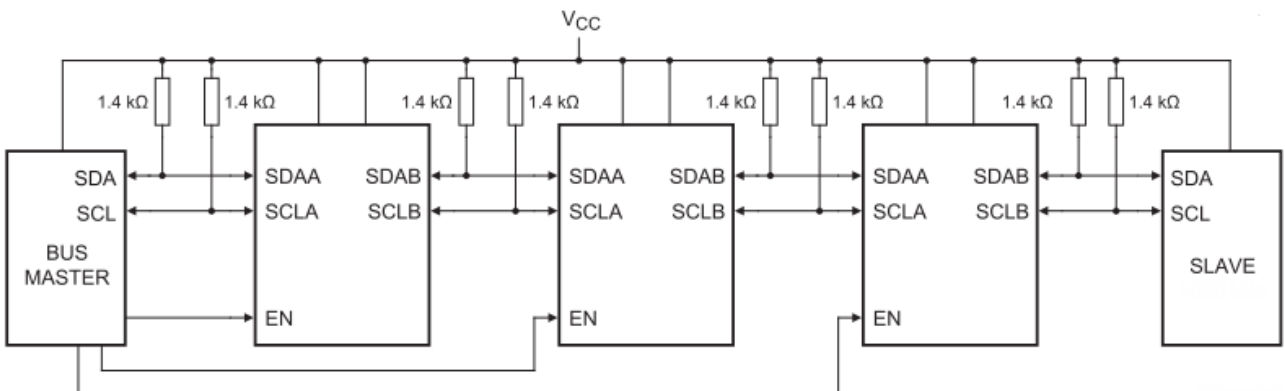 VCC
1.4 kΩ 1.4 kΩ 1.4 kΩ 1.4 kΩ 1.4 kΩ 1.4 kΩ 1.4 kΩ 1.4 kΩ
SDA SDAA SDAB SDAA SDAB SDAA SDAB SDA
SCL SCLA SCLB SCLA SCLB SCLA SCLB SCL
BUS
MASTER
SLAVE
EN EN EN